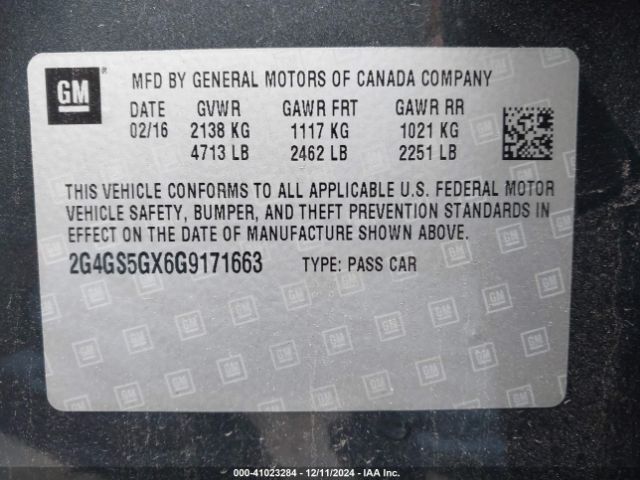 GM ®
MFD BY GENERAL MOTORS OF CANADA COMPANY
DATE GVWR GAWR FRT GAWR RR
02/16 2138 KG 1117 KG 1021 KG
4713 LB 2462 LB 2251 LB
THIS VEHICLE CONFORMS TO ALL APPLICABLE U.S. FEDERAL MOTOR
VEHICLE SAFETY, BUMPER, AND THEFT PREVENTION STANDARDS IN
EFFECT ON THE DATE OF MANUFACTURE SHOWN ABOVE.
2G4GS5GX6G9171663 TYPE: PASS CAR
000-41023284 - 12/11/2024 - IAA Inc.